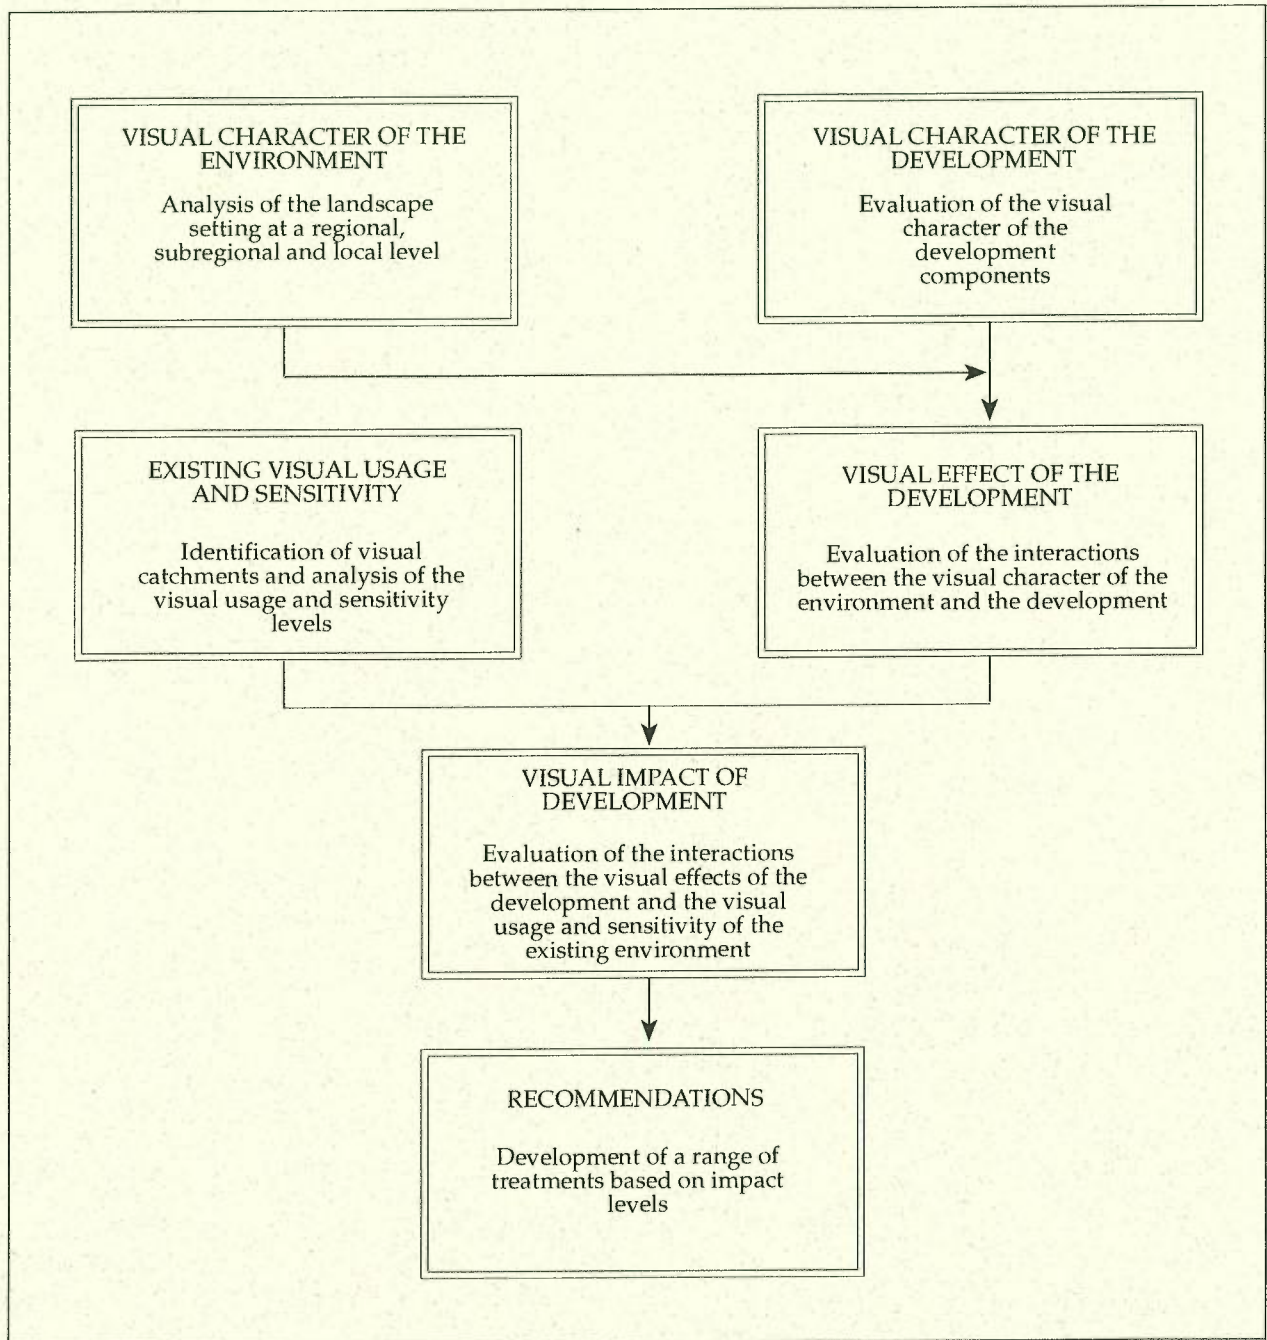 VISUAL CHARACTER OF THE
ENVIRONMENT
Analysis of the landscape
setting at a regional,
subregional and local level
VISUAL CHARACTER OF THE
DEVELOPMENT
Evaluation of the visual
character of the
development
components
EXISTING VISUAL USAGE
AND SENSITIVITY
Identification of visual
catchments and analysis of the
visual usage and sensitivity
levels
VISUAL EFFECT OF THE
DEVELOPMENT
Evaluation of the interactions
between the visual character of the
environment and the development
VISUAL IMPACT OF
DEVELOPMENT
Evaluation of the interactions
between the visual effects of the
development and the visual
usage and sensitivity of the
existing environment
RECOMMENDATIONS
Development of a range of
treatments based on impact
levels